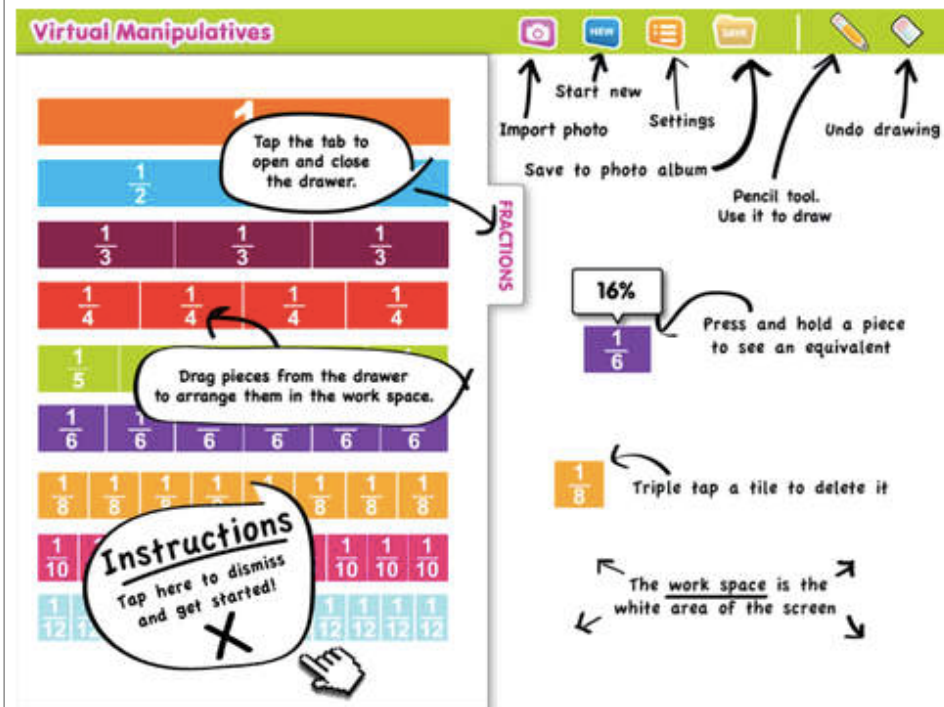 Virtual Manipulatives
NEW
SAVE
Import photo
Start new
Settings
Save to photo album
Pencil tool.
Use it to draw
Undo drawing
1
Tap the tab to
open and close
the drawer.
1/2
FRACTIONS
1/3 1/3 1/3
1/4 1/4 1/4 1/4
16%
1/6
Press and hold a piece
to see an equivalent
1/5
Drag pieces from the drawer
to arrange them in the work space.
1/6 1/6 6 6 6 6
1/8 1/8 1/8 1/8 1/8 1/8 1/8
1/8
Triple tap a tile to delete it
1/10 1/10 1/10 1/10
Instructions
Tap here to dismiss
and get started!
X
1/12 12 1/12 1/12 1/12 1/12
The work space is the
white area of the screen